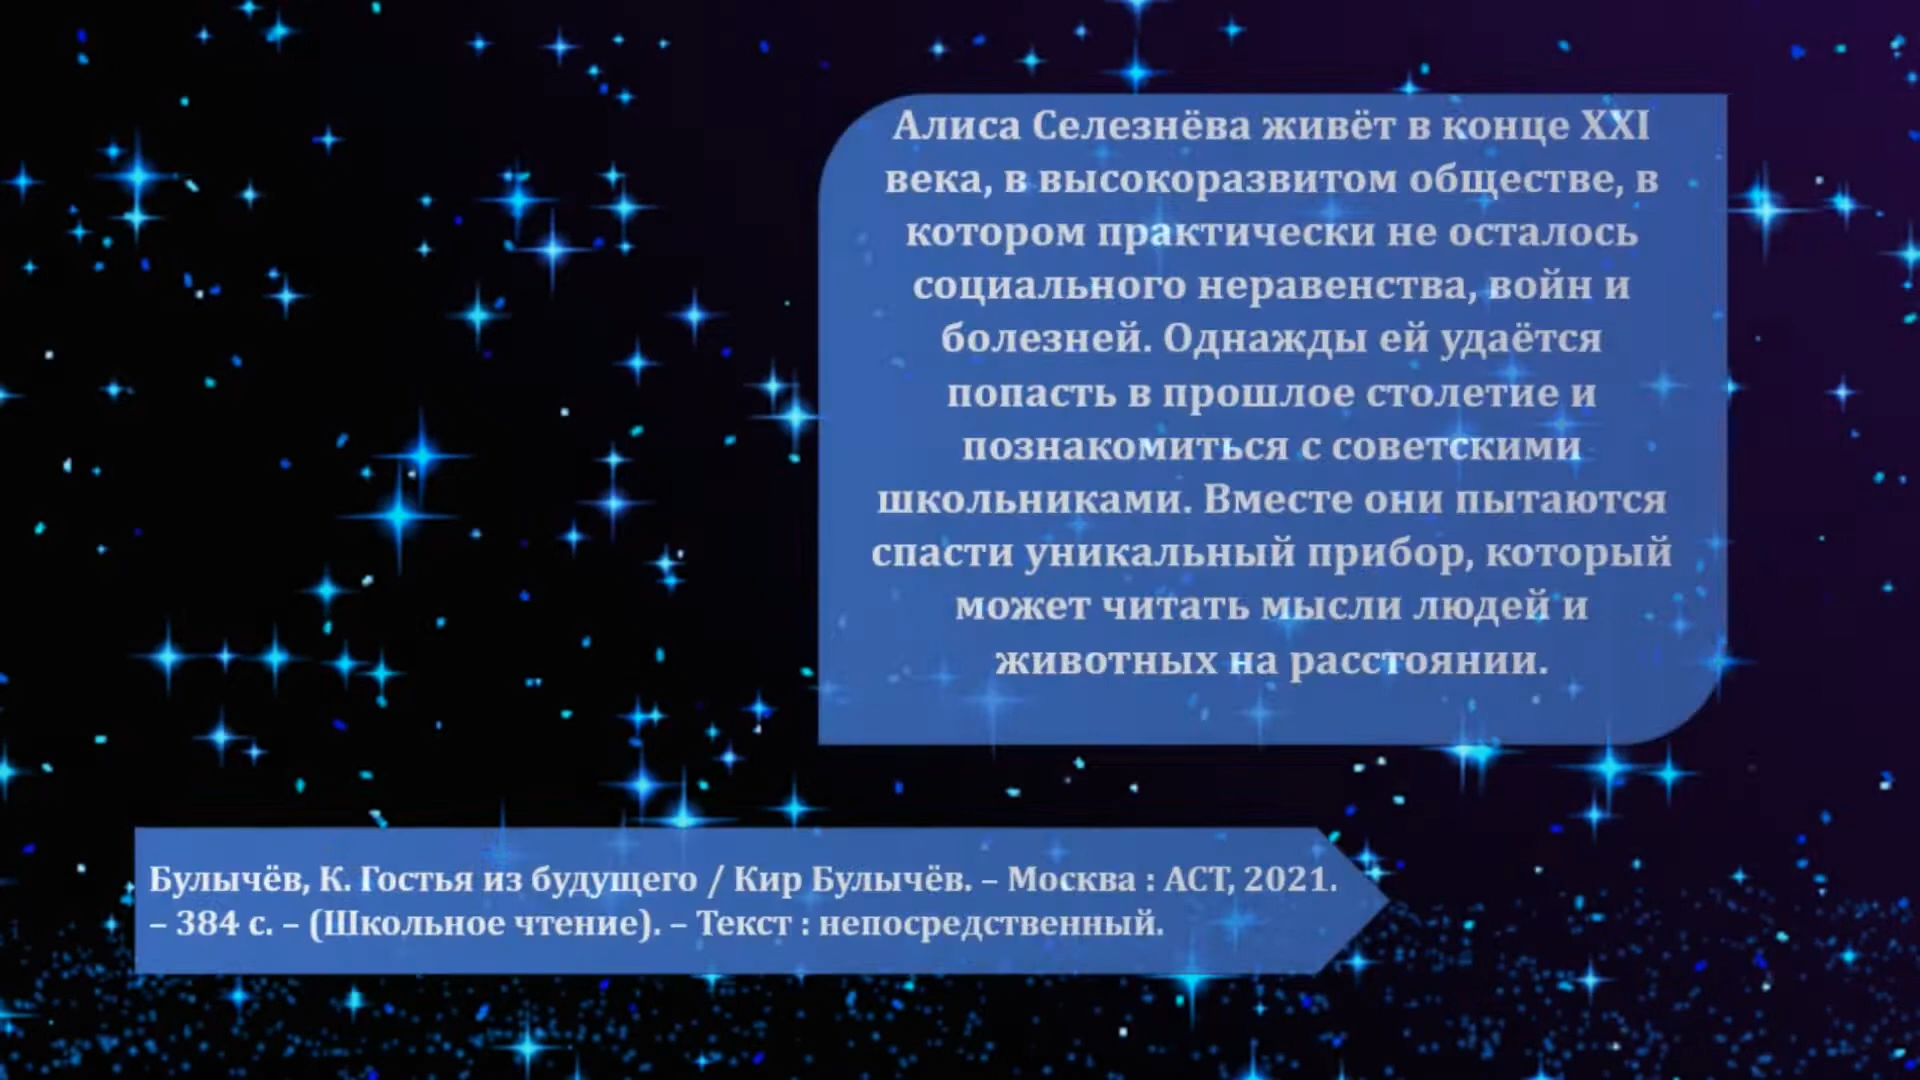 Алиса Селезнёва живёт в конце XXI
века, в высокоразвитом обществе, в
котором практически не осталось
социального неравенства, войн и
болезней. Однажды ей удаётся
попасть в прошлое столетие и
познакомиться с советскими
школьниками. Вместе они пытаются
спасти уникальный прибор, который
может читать мысли людей и
животных на расстоянии.
Булычёв, К. Гостья из будущего / Кир Булычёв. – Москва : АСТ, 2021.
– 384 с. – (Школьное чтение). – Текст : непосредственный.